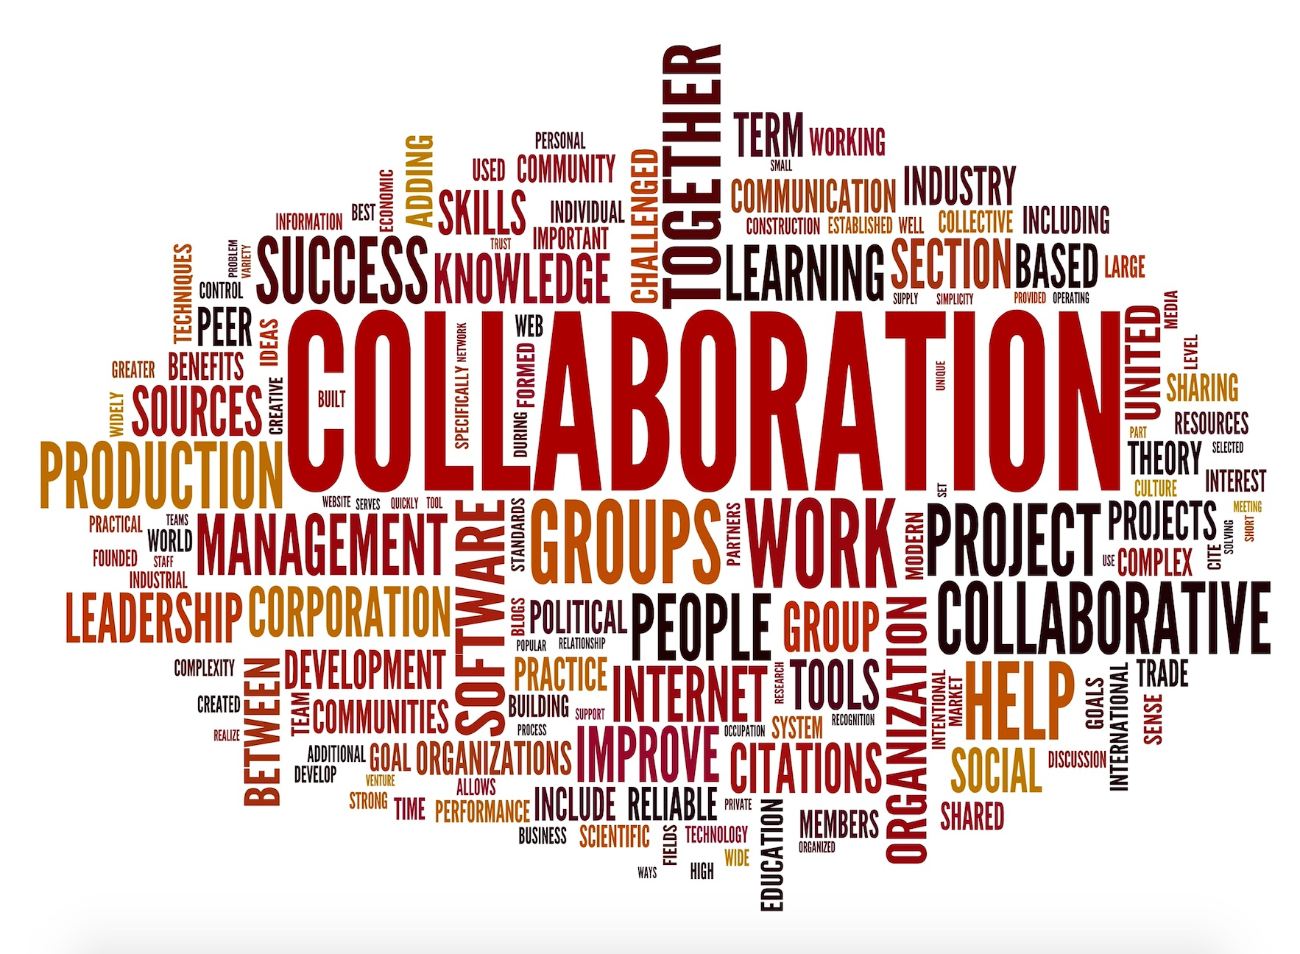 TOGETHER
TERM
WORKING
SMALL
PERSONAL
USED
COMMUNITY
ADDING
ECONOMIC
BEST
INFORMATION
SKILLS
INDIVIDUAL
TRUST
IMPORTANT
CHALLENGED
COMMUNICATION
INDUSTRY
CONSTRUCTION
ESTABLISHED
WELL
COLLECTIVE
INCLUDING
TECHNIQUES
PROBLEM
VARIETY
CONTROL
SUCCESS
KNOWLEDGE
LEARNING
SECTION
BASED
LARGE
SUPPLY
SIMPLICITY
PROVIDED
OPERATING
PEER
IDEAS
WEB
NETWORK
SPECIFICALLY
FORMED
DURING
BUILT
COLLABORATION
UNIQUE
UNITED
MEDIA
LEVEL
GREATER
BENEFITS
WIDELY
SOURCES
CREATIVE
SHARING
RESOURCES
PART
THEORY
SELECTED
CULTURE
INTEREST
PRODUCTION
WEBSITE
SERVES
QUICKLY
TOOL
SET
PRACTICAL
TEAMS
WORLD
FOUNDED
STAFF
INDUSTRIAL
MANAGEMENT
SOFTWARE
STANDARDS
GROUPS
PARTNERS
WORK
MODERN
PROJECT
PROJECTS
MEETING
SHORT
SOLVING
CITE
USE
COMPLEX
LEADERSHIP
CORPORATION
BLOGS
POLITICAL
POPULAR
RELATIONSHIP
PEOPLE
GROUP
ORGANIZATION
COLLABORATIVE
COMPLEXITY
BETWEEN
DEVELOPMENT
PRACTICE
INTERNET
RESEARCH
TOOLS
RECOGNITION
INTENTIONAL
MARKET
HELP
GOALS
INTERNATIONAL
TRADE
SENSE
CREATED
REALIZE
TEAM
COMMUNITIES
BUILDING
SUPPORT
PROCESS
OCCUPATION
SYSTEM
ADDITIONAL
DEVELOP
GOAL
ORGANIZATIONS
IMPROVE
CITATIONS
SOCIAL
DISCUSSION
VENTURE
STRONG
TIME
ALLOWS
PERFORMANCE
INCLUDE
RELIABLE
PRIVATE
EDUCATION
MEMBERS
ORGANIZED
SHARED
BUSINESS
SCIENTIFIC
FIELDS
TECHNOLOGY
WIDE
WAYS
HIGH